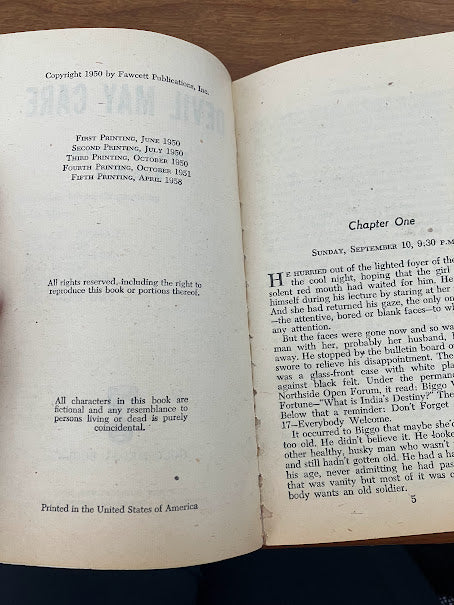 Copyright 1950 by Fawcett Publications, Inc.
DEVIL MAY CARE
First Printing, June 1950
Second Printing, July 1950
Third Printing, October 1950
Fourth Printing, October 1951
Fifth Printing, April 1958
All rights reserved, including the right to
reproduce this book or portions thereof.
All characters in this book are
fictional and any resemblance to
persons living or dead is purely
coincidental.
Printed in the United States of America
Chapter One
Sunday, September 10, 9:30 P.M
He hurried out of the lighted foyer of the
the cool night, hoping that the girl
solent red mouth had waited for him. He
himself during his lecture by staring at her
And she had returned his gaze, the only on
—the attentive, bored or blank faces—to wh
any attention.
But the faces were gone now and so wa
man with her, probably her husband, h
away. He stopped by the bulletin board o
swore to relieve his disappointment. The
was a glass-front case with white pla
against black felt. Under the perman
Northside Open Forum, it read: Biggo V
Fortune—"What is India's Destiny?" The
Below that a reminder: Don't Forget
17—Everybody Welcome.
It occurred to Biggo that maybe she'd
too old. He didn't believe it. He looke
other healthy, husky man who wasn't
and still hadn't gotten old. He had a ha
his age, never admitting he had pass
that was vanity but most of it was c
body wants an old soldier.
5